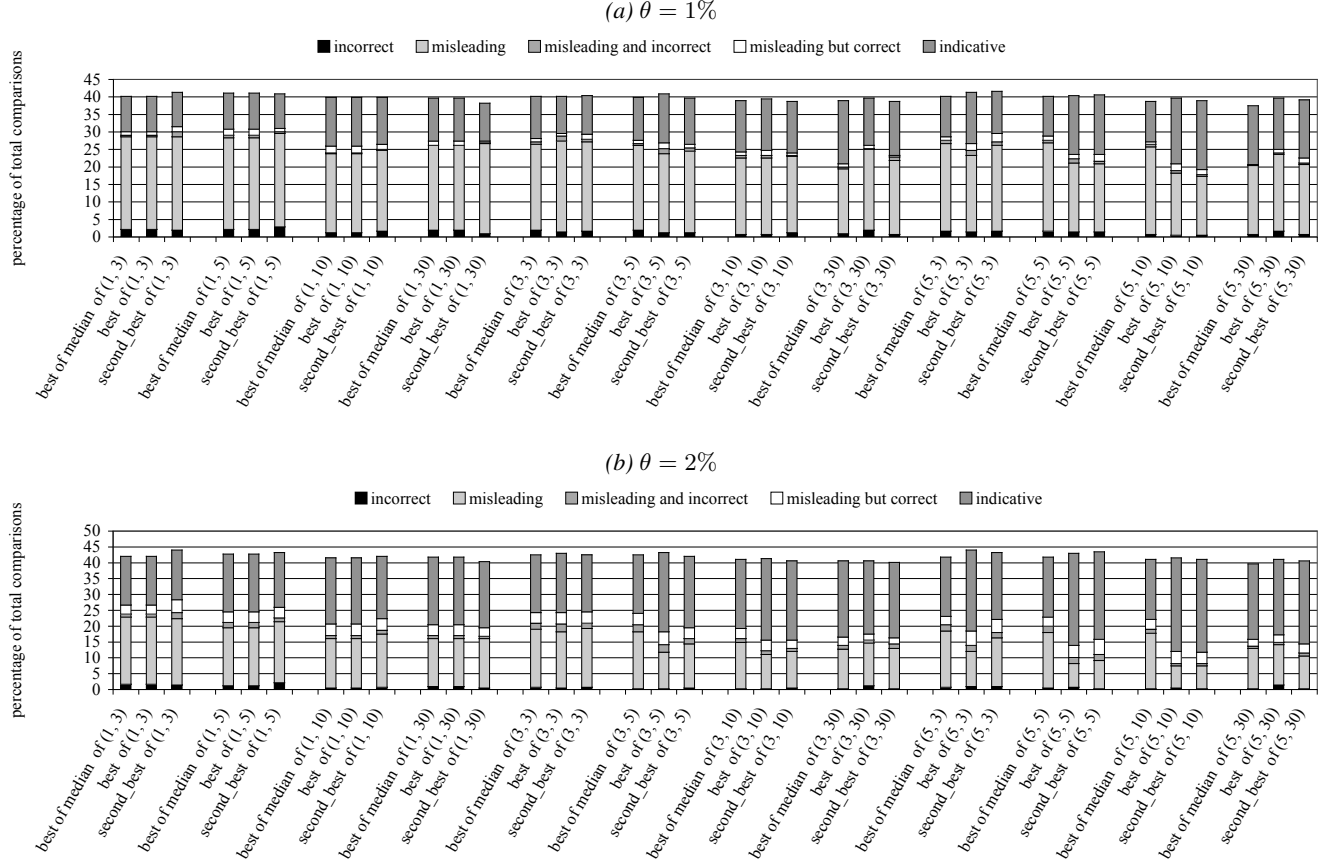 (a) θ = 1%
incorrect misleading misleading and incorrect misleading but correct indicative
percentage of total comparisons
45
40
35
30
25
20
15
10
5
0
best of median of (1, 3)
best of (1, 3)
second_best of (1, 3)
best of median of (1, 5)
best of (1, 5)
second_best of (1, 5)
best of median of (1, 10)
best of (1, 10)
second_best of (1, 10)
best of median of (1, 30)
best of (1, 30)
second_best of (1, 30)
best of median of (3, 3)
best of (3, 3)
second_best of (3, 3)
best of median of (3, 5)
best of (3, 5)
second_best of (3, 5)
best of median of (3, 10)
best of (3, 10)
second_best of (3, 10)
best of median of (3, 30)
best of (3, 30)
second_best of (3, 30)
best of median of (5, 3)
best of (5, 3)
second_best of (5, 3)
best of median of (5, 5)
best of (5, 5)
second_best of (5, 5)
best of median of (5, 10)
best of (5, 10)
second_best of (5, 10)
best of median of (5, 30)
best of (5, 30)
second_best of (5, 30)
(b) θ = 2%
incorrect misleading misleading and incorrect misleading but correct indicative
percentage of total comparisons
50
45
40
35
30
25
20
15
10
5
0
best of median of (1, 3)
best of (1, 3)
second_best of (1, 3)
best of median of (1, 5)
best of (1, 5)
second_best of (1, 5)
best of median of (1, 10)
best of (1, 10)
second_best of (1, 10)
best of median of (1, 30)
best of (1, 30)
second_best of (1, 30)
best of median of (3, 3)
best of (3, 3)
second_best of (3, 3)
best of median of (3, 5)
best of (3, 5)
second_best of (3, 5)
best of median of (3, 10)
best of (3, 10)
second_best of (3, 10)
best of median of (3, 30)
best of (3, 30)
second_best of (3, 30)
best of median of (5, 3)
best of (5, 3)
second_best of (5, 3)
best of median of (5, 5)
best of (5, 5)
second_best of (5, 5)
best of median of (5, 10)
best of (5, 10)
second_best of (5, 10)
best of median of (5, 30)
best of (5, 30)
second_best of (5, 30)